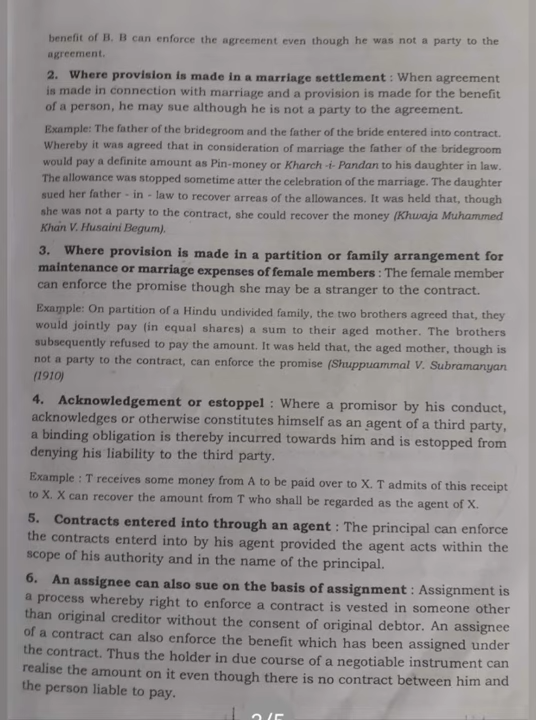 benefit of B. B can enforce the agreement even though he was not a party to the
agreement.
2. Where provision is made in a marriage settlement : When agreement
is made in connection with marriage and a provision is made for the benefit
of a person, he may sue although he is not a party to the agreement.
Example: The father of the bridegroom and the father of the bride entered into contract.
Whereby it was agreed that in consideration of marriage the father of the bridegroom
would pay a definite amount as Pin-money or Kharch -i- Pandan to his daughter in law.
The allowance was stopped sometime atter the celebration of the marriage. The daughter
sued her father - in - law to recover arreas of the allowances. It was held that, though
she was not a party to the contract, she could recover the money (Khwaja Muhammed
Khan V. Husaini Begum).
3. Where provision is made in a partition or family arrangement for
maintenance or marriage expenses of female members : The female member
can enforce the promise though she may be a stranger to the contract.
Example: On partition of a Hindu undivided family, the two brothers agreed that, they
would jointly pay (in equal shares) a sum to their aged mother. The brothers
subsequently refused to pay the amount. It was held that, the aged mother, though is
not a party to the contract, can enforce the promise (Shuppuammal V. Subramanyan
(1910)
4. Acknowledgement or estoppel : Where a promisor by his conduct,
acknowledges or otherwise constitutes himself as an agent of a third party,
a binding obligation is thereby incurred towards him and is estopped from
denying his liability to the third party.
Example : T receives some money from A to be paid over to X. T admits of this receipt
to X. X can recover the amount from T who shall be regarded as the agent of X.
5. Contracts entered into through an agent : The principal can enforce
the contracts enterd into by his agent provided the agent acts within the
scope of his authority and in the name of the principal.
6. An assignee can also sue on the basis of assignment : Assignment is
a process whereby right to enforce a contract is vested in someone other
than original creditor without the consent of original debtor. An assignee
of a contract can also enforce the benefit which has been assigned under
the contract. Thus the holder in due course of a negotiable instrument can
realise the amount on it even though there is no contract between him and
the person liable to pay.
2/5